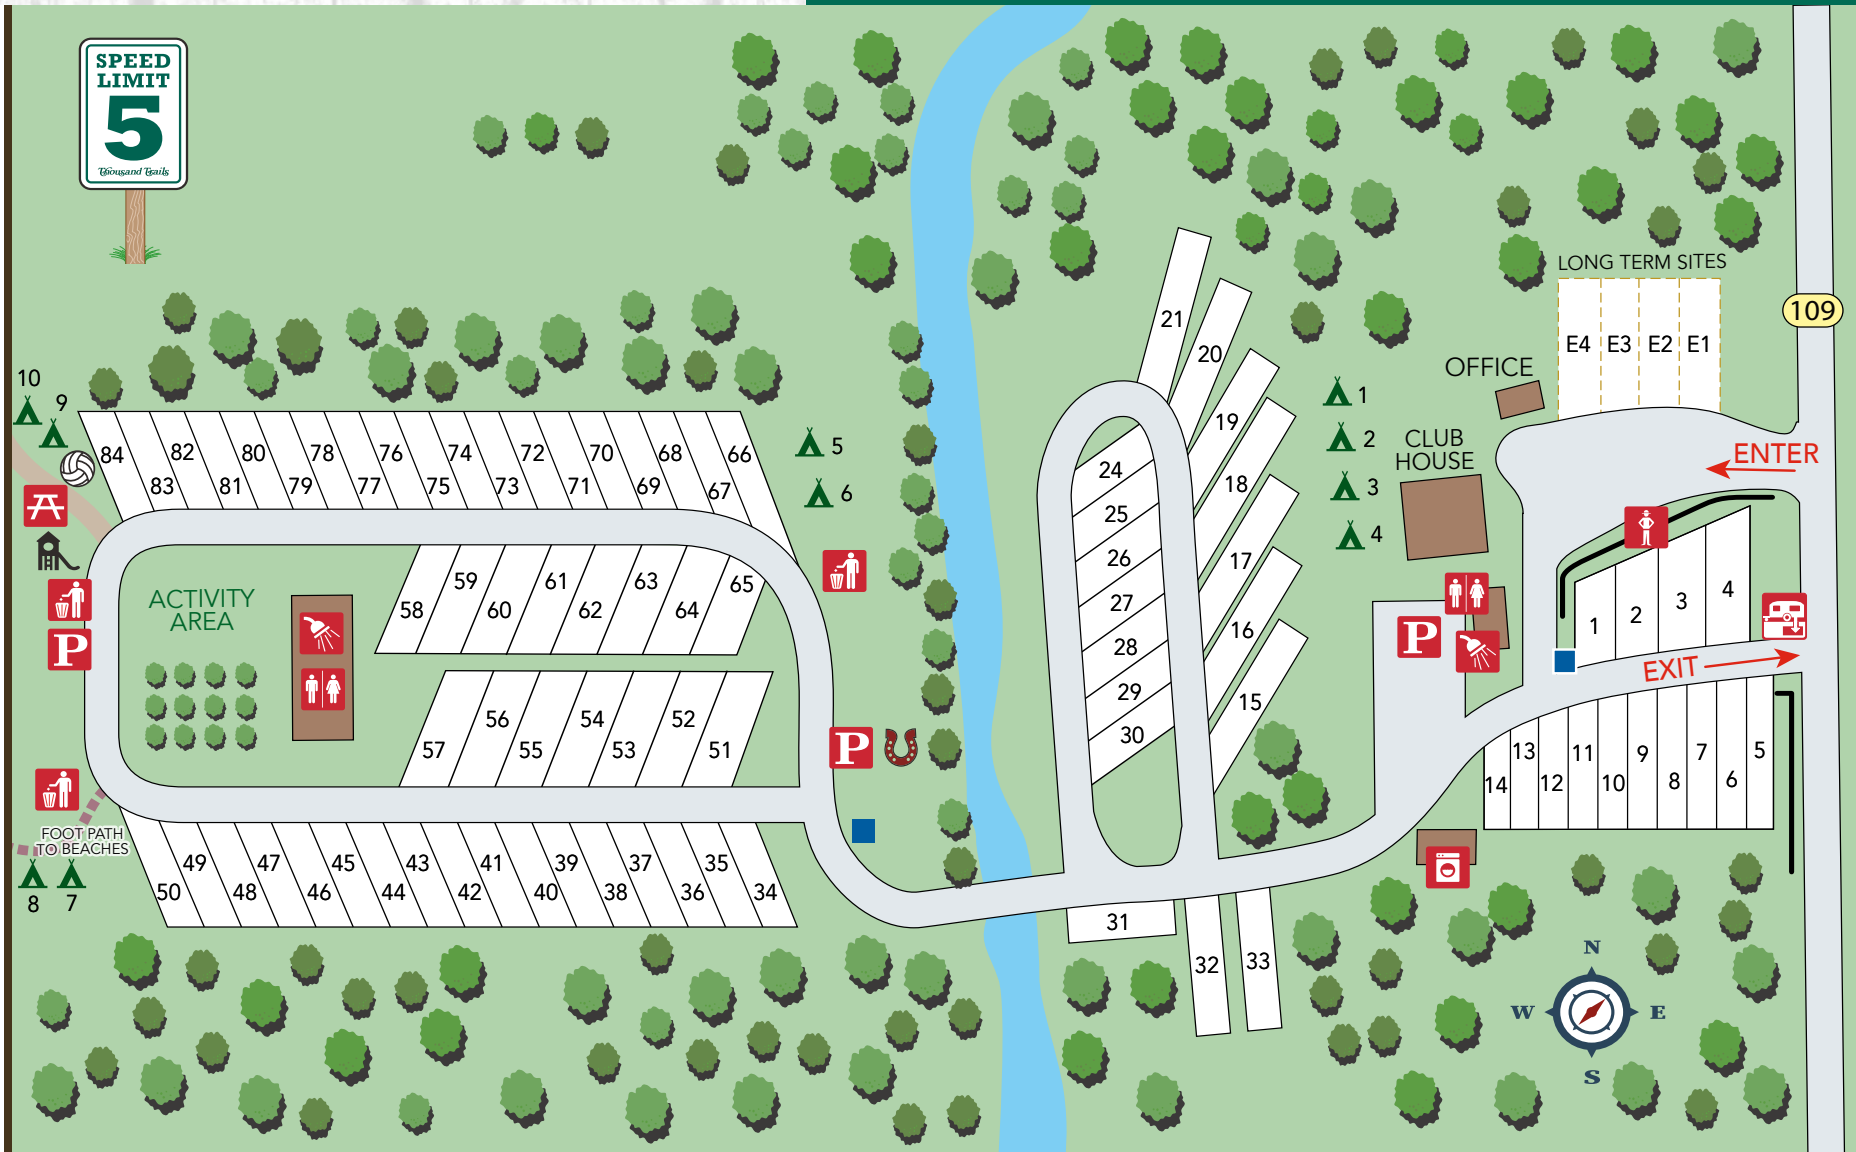 SPEED
LIMIT
5
Thousand Trails
LONG TERM SITES
E4 E3 E2 E1
109
OFFICE
CLUB
HOUSE
ENTER
EXIT
1
2
3
4
1 2 3 4
14 13 12 11 10 9 8 7 6 5
21
20
19
18
17
16
15
24
25
26
27
28
29
30
31
32
33
10
9
5
6
84 83 82 81 80 79 78 77 76 75 74 73 72 71 70 69 68 67 66
58 59 60 61 62 63 64 65
ACTIVITY
AREA
P
P
P
57 56 55 54 53 52 51
50 49 48 47 46 45 44 43 42 41 40 39 38 37 36 35 34
FOOT PATH
TO BEACHES
8 7
N
W E
S